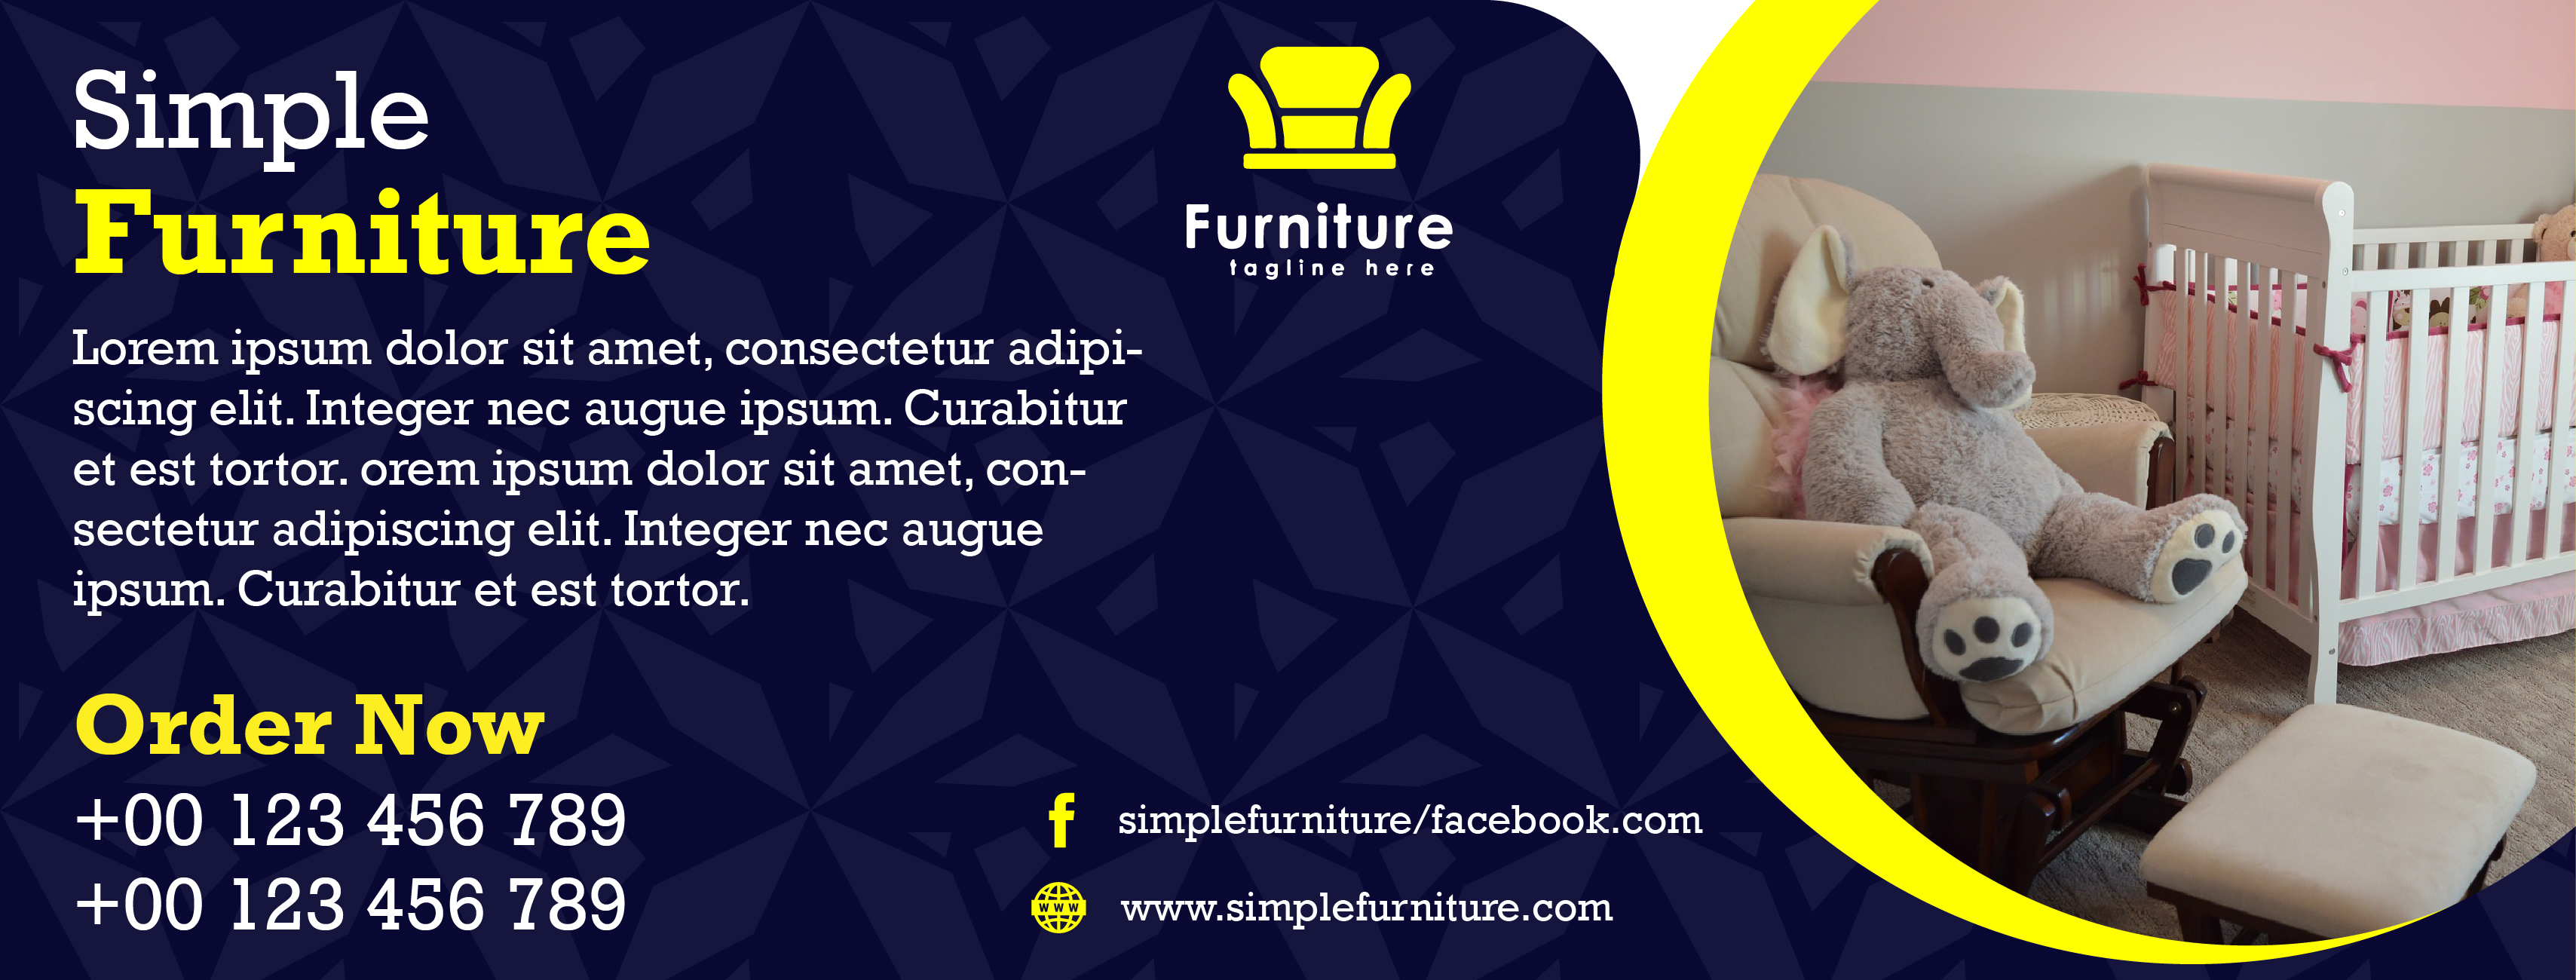 Simple
Furniture
Furniture
tagline here
Lorem ipsum dolor sit amet, consectetur adipi-
scing elit. Integer nec augue ipsum. Curabitur
et est tortor. orem ipsum dolor sit amet, con-
sectetur adipiscing elit. Integer nec augue
ipsum. Curabitur et est tortor.
Order Now
+00 123 456 789
+00 123 456 789
f simplefurniture/facebook.com
WWW www.simplefurniture.com